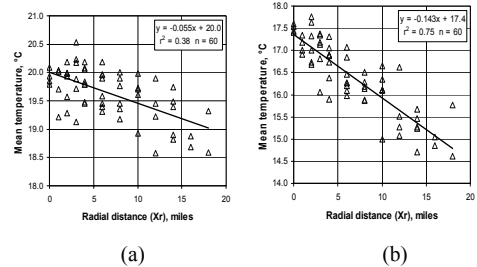 y = -0.055x + 20.0
r² = 0.38 n = 60
Mean temperature, °C
21.0
20.5
20.0
19.5
19.0
18.5
18.0
0
5
10
15
20
Radial distance (Xr), miles
(a)
y = -0.143x + 17.4
r² = 0.75 n = 60
Mean temperature, °C
18.0
17.5
17.0
16.5
16.0
15.5
15.0
14.5
14.0
0
5
10
15
20
Radial distance (Xr), miles
(b)